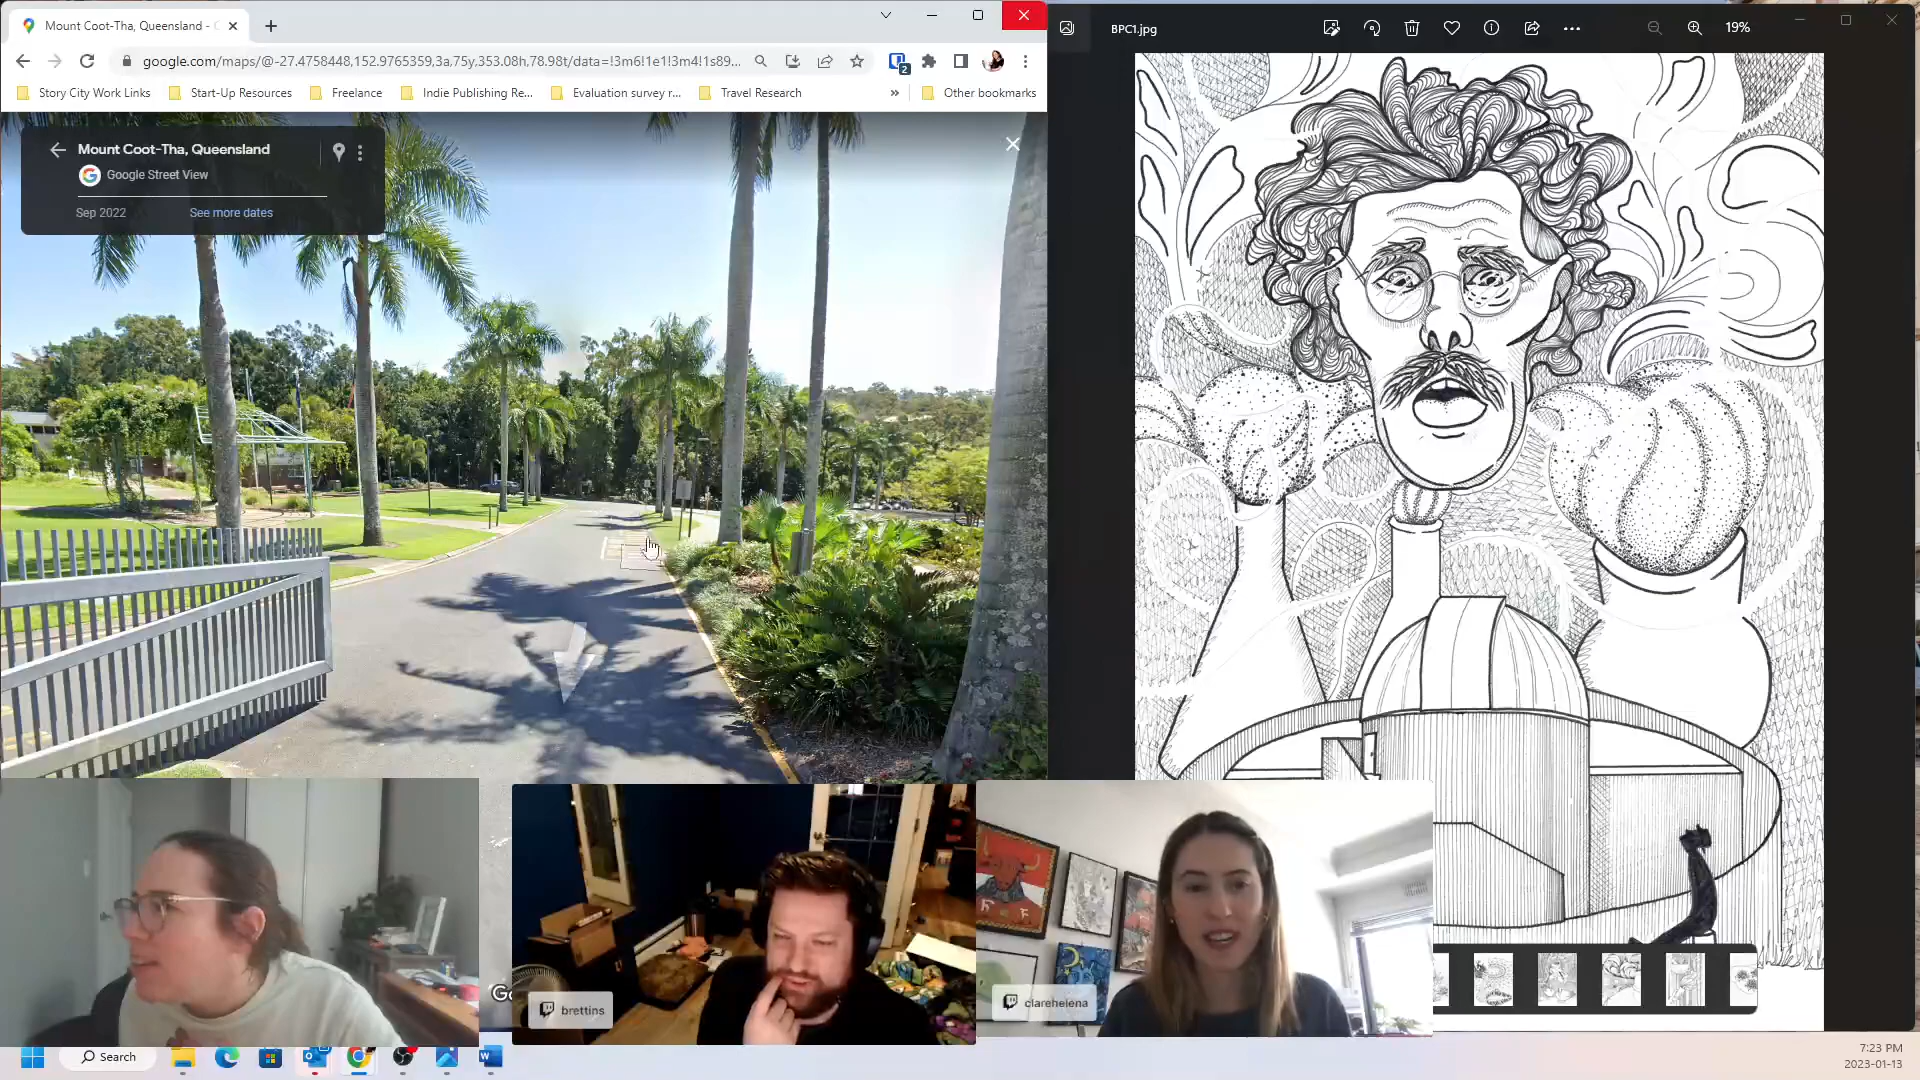 Mount Coot-Tha, Queensland -
google.com/maps/@-27.4758448,152.9765359,3a,75y,353.08h,78.98t/data=!3m6!1e1!3m4!1s89...
2
Story City Work Links
Start-Up Resources
Freelance
Indie Publishing Re...
Evaluation survey r...
Travel Research
»
Other bookmarks
Mount Coot-Tha, Queensland
Google Street View
Sep 2022
See more dates
BPC1.jpg
19%
brettins
clarehelena
Search
7:23 PM
2023-01-13